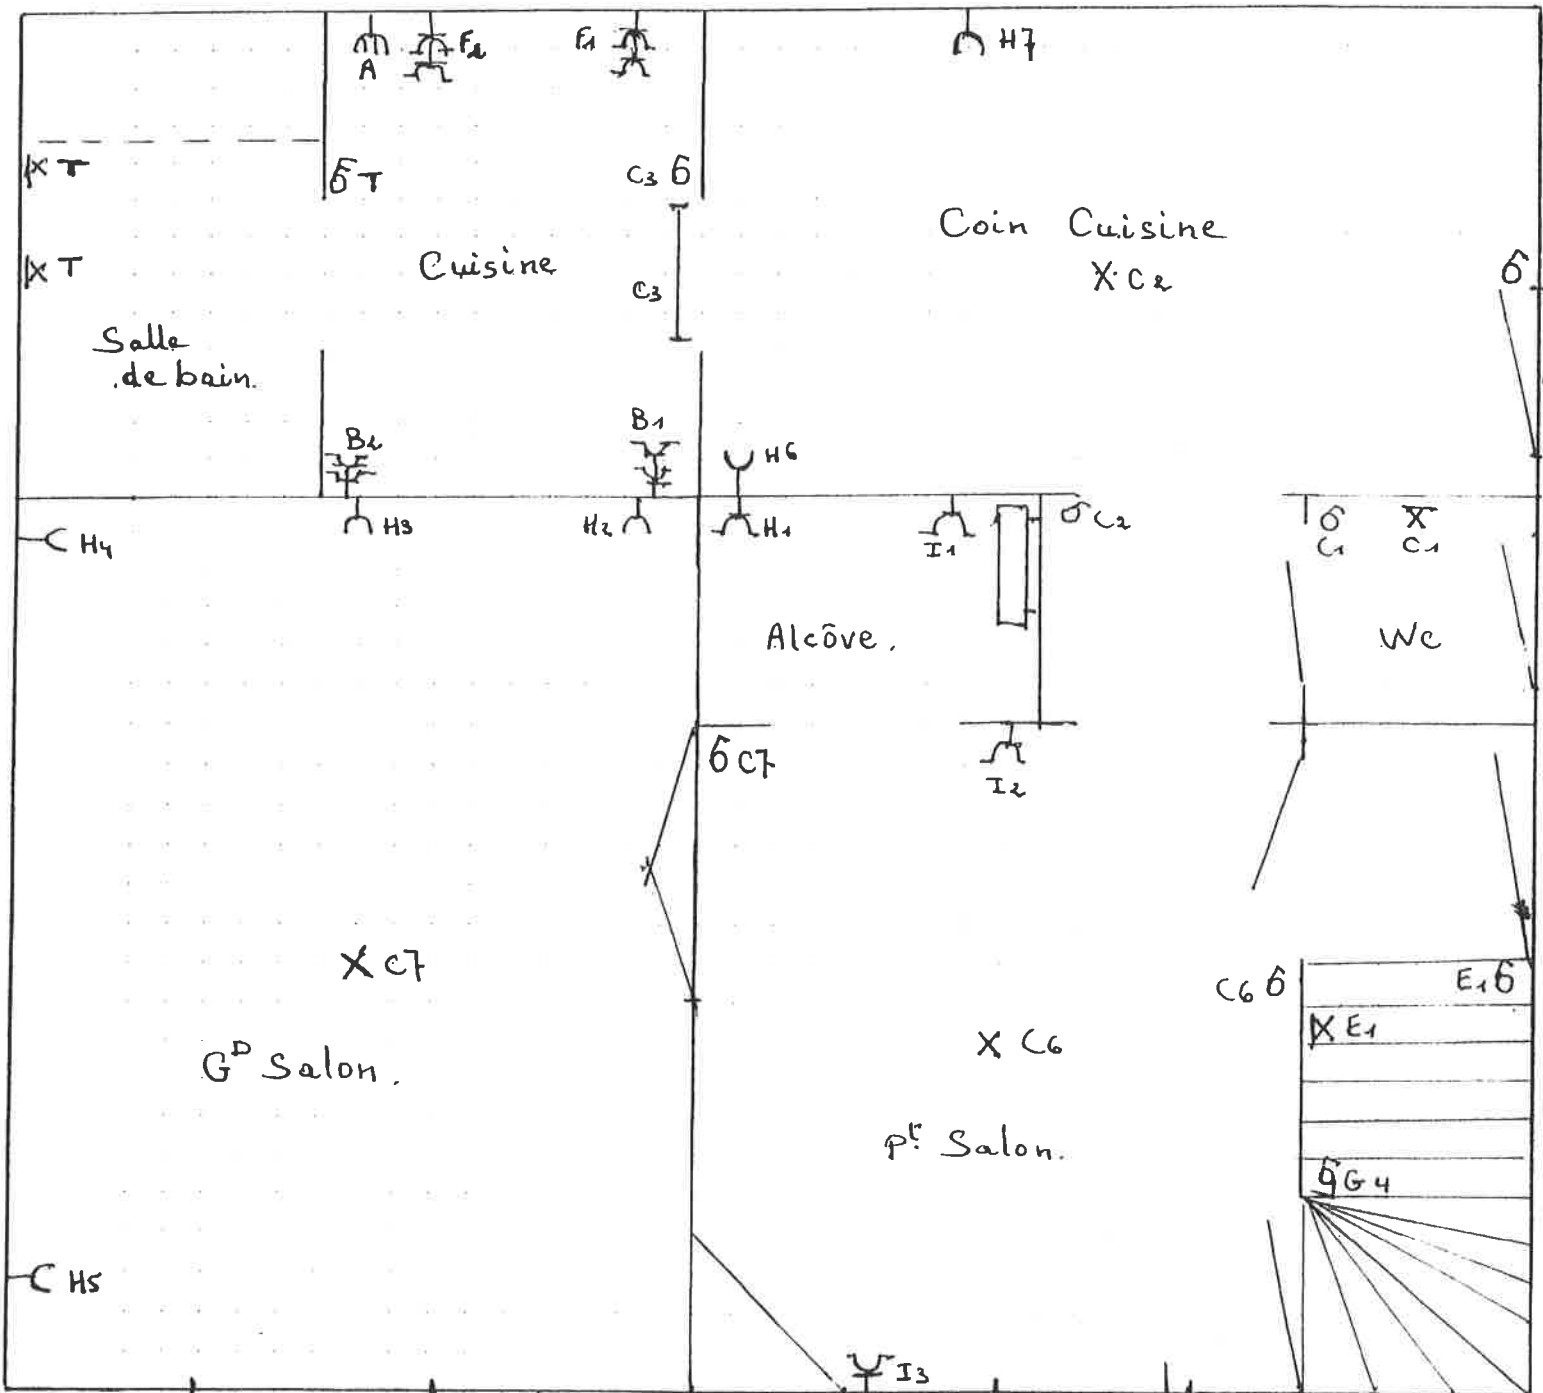 A
F2
F1
H7
T
T
C3
Coin Cuisine
C2
T
Cuisine
C3
Salle
de bain.
B2
B1
H6
H4
H3
H2
H1
I1
C2
C1
C1
Alcôve.
Wc
C7
I2
C7
C6
E1
E1
C6
GD Salon.
Pt Salon.
G4
H5
I3